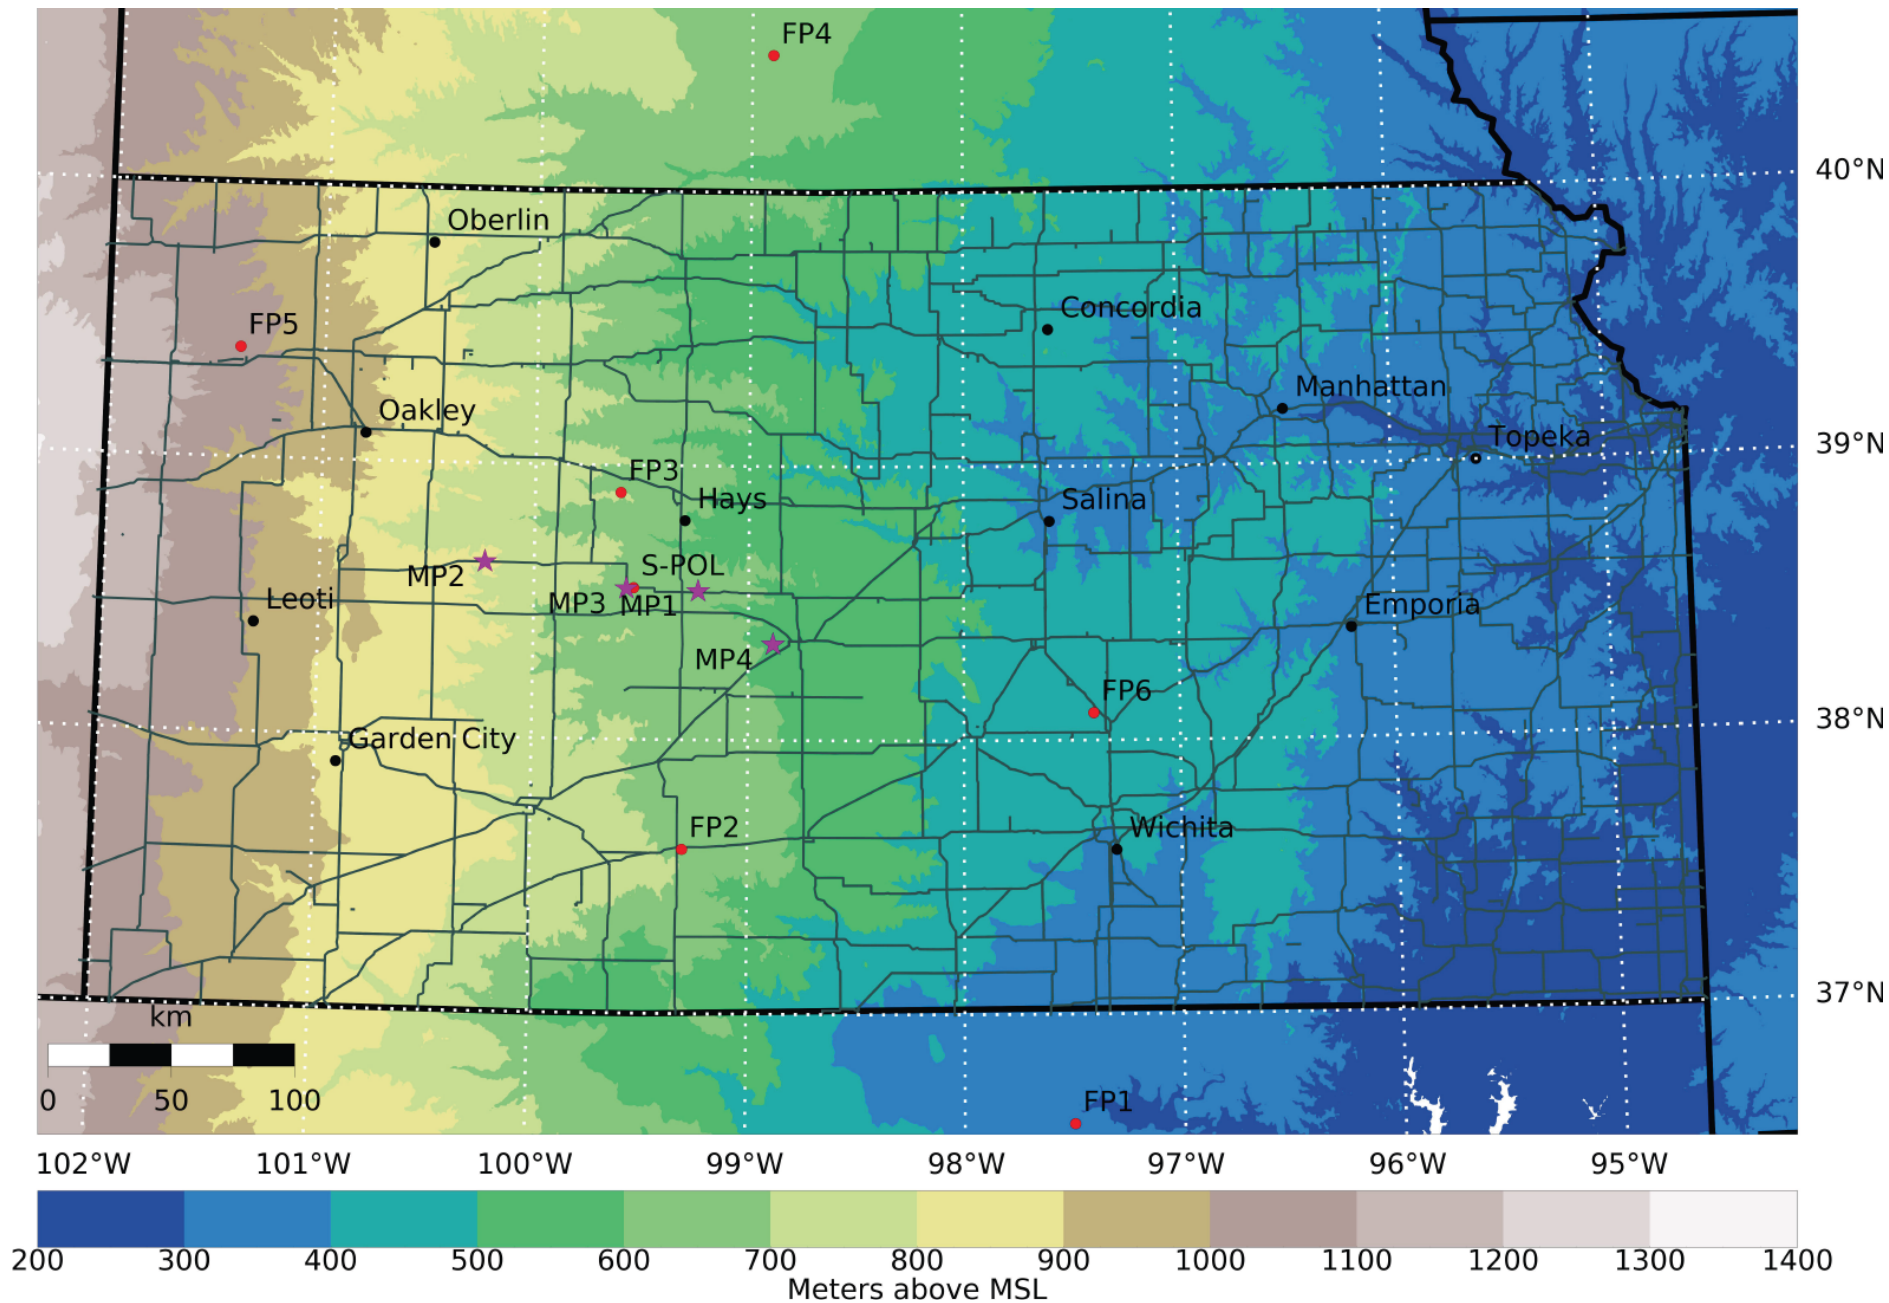 FP4
40°N
Oberlin
Concordia
FP5
Manhattan
Oakley
Topeka
39°N
FP3
Hays
Salina
S-POL
MP2
Leoti
MP3
MP1
Emporia
MP4
FP6
38°N
Garden City
FP2
Wichita
37°N
km
0 50 100
FP1
102°W 101°W 100°W 99°W 98°W 97°W 96°W 95°W
200 300 400 500 600 700 800 900 1000 1100 1200 1300 1400
Meters above MSL